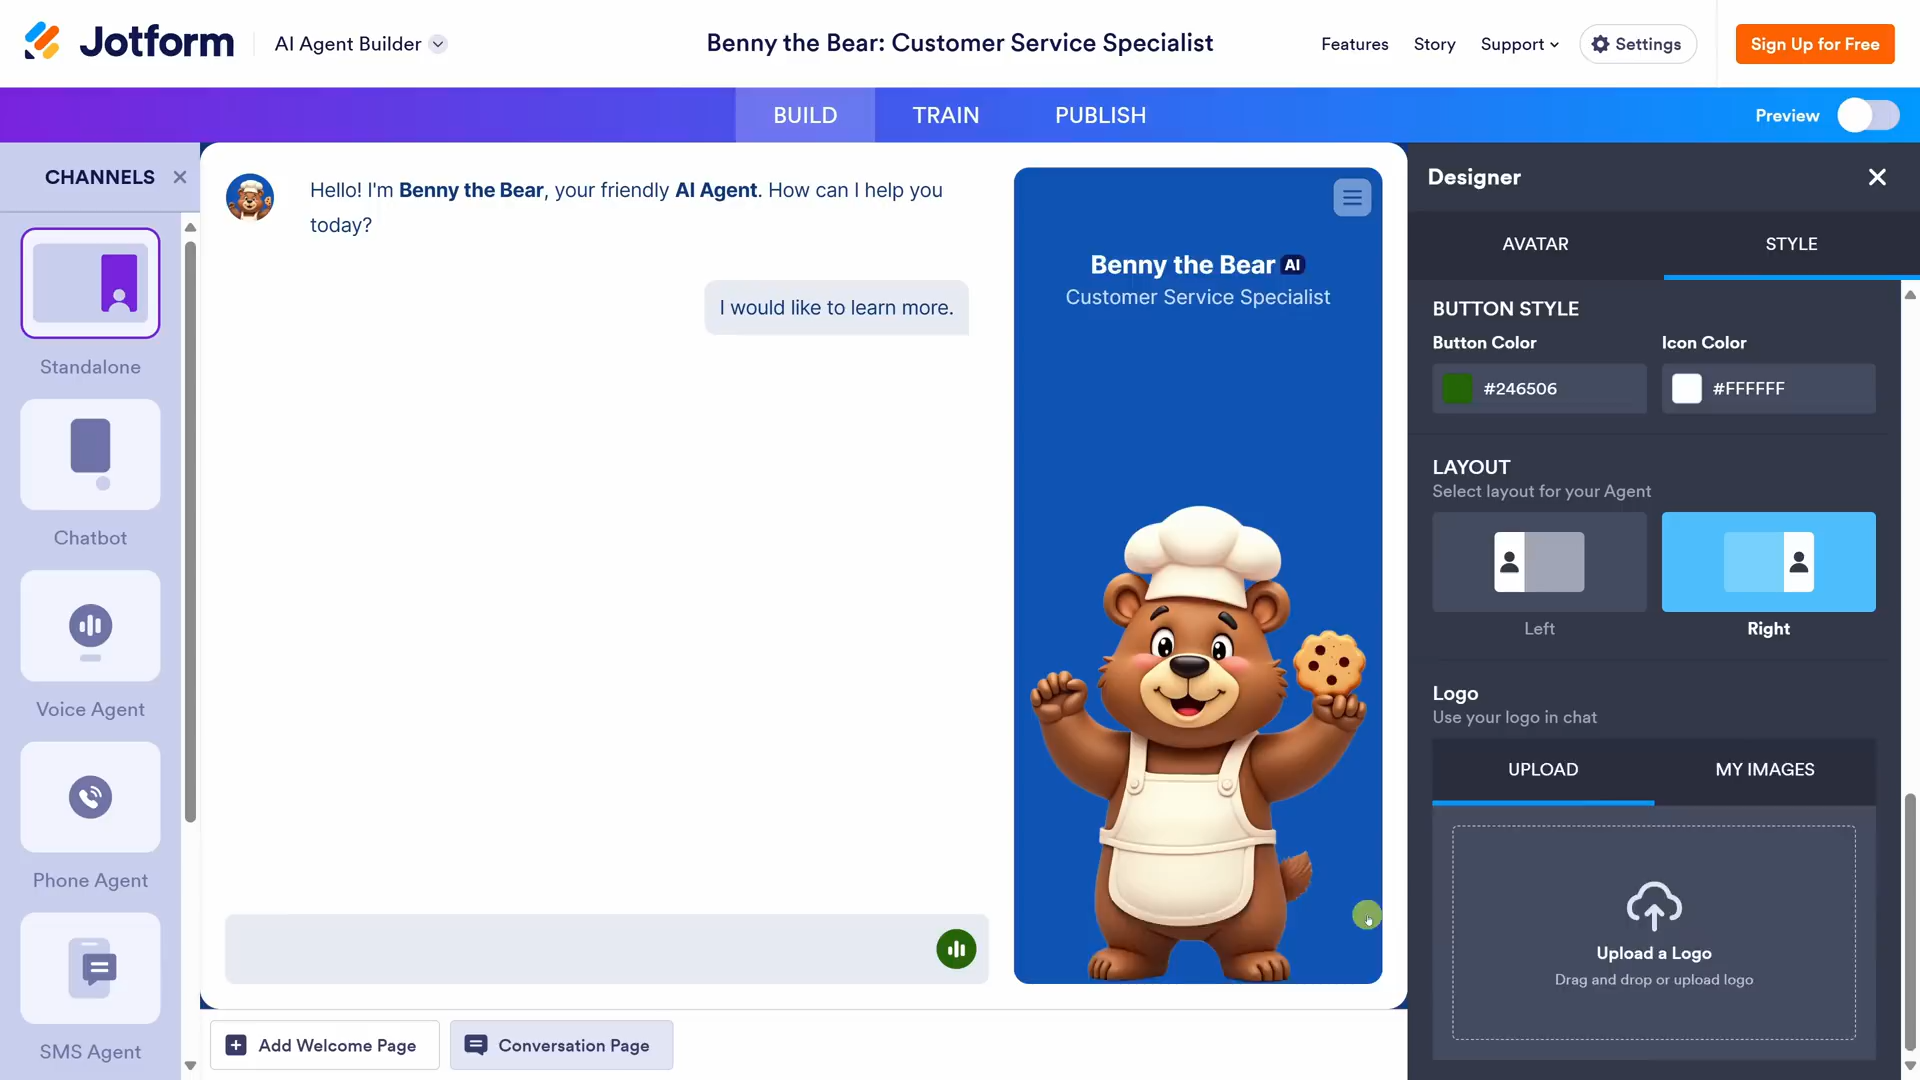 Jotform
AI Agent Builder
Benny the Bear: Customer Service Specialist
Features
Story
Support
Settings
Sign Up for Free
BUILD
TRAIN
PUBLISH
Preview
CHANNELS
Standalone
Chatbot
Voice Agent
Phone Agent
SMS Agent
Hello! I'm Benny the Bear, your friendly AI Agent. How can I help you
today?
I would like to learn more.
Benny the Bear AI
Customer Service Specialist
Add Welcome Page
Conversation Page
Designer
AVATAR
STYLE
BUTTON STYLE
Button Color
Icon Color
#246506
#FFFFFF
LAYOUT
Select layout for your Agent
Left
Right
Logo
Use your logo in chat
UPLOAD
MY IMAGES
Upload a Logo
Drag and drop or upload logo